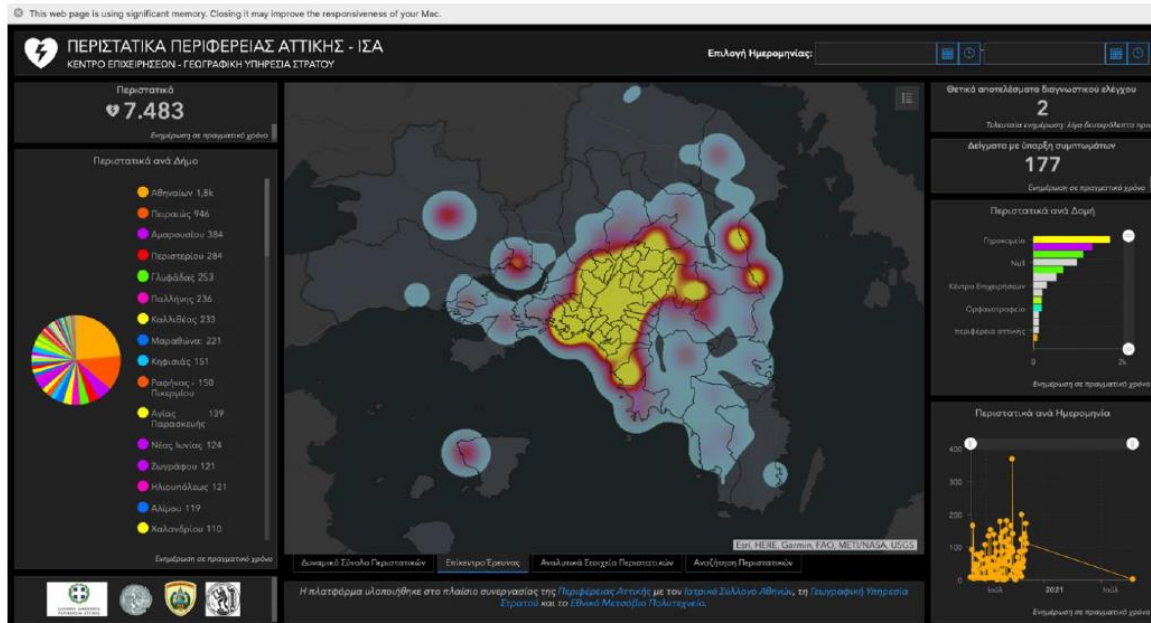 This web page is using significant memory. Closing it may improve the responsiveness of your Mac.
ΠΕΡΙΣΤΑΤΙΚΑ ΠΕΡΙΦΕΡΕΙΑΣ ΑΤΤΙΚΗΣ - ΙΣΑ
ΚΕΝΤΡΟ ΕΠΙΧΕΙΡΗΣΕΩΝ - ΓΕΩΓΡΑΦΙΚΗ ΥΠΗΡΕΣΙΑ ΣΤΡΑΤΟΥ
Επιλογή Ημερομηνίας:
Περιστατικά
7.483
Ενημέρωση σε πραγματικό χρόνο
Περιστατικά ανά Δήμο
Αθηναίων 1,8k
Πειραιώς 946
Αμαρουσίου 384
Περιστερίου 284
Γλυφάδας 253
Παλλήνης 236
Καλλιθέας 233
Μαραθώνα: 221
Κηφισιάς 151
Ραφήνας - 150
Πικερμίου
Αγίας 139
Παρασκευής
Νέας Ιωνίας 124
Ζωγράφου 121
Ηλιουπόλεως 121
Αλίμου 119
Χαλανδρίου 110
Ενημέρωση σε πραγματικό χρόνο
Esri, HERE, Garmin, FAO, METI/NASA, USGS
Δυναμικό Σύνολο Περιστατικών
Επίκεντρο Έρευνας
Αναλυτικά Στοιχεία Περιστατικών
Αναζήτηση Περιστατικών
Η πλατφόρμα υλοποιήθηκε στο πλαίσιο συνεργασίας της Περιφέρειας Αττικής με τον Ιατρικό Σύλλογο Αθηνών, τη Γεωγραφική Υπηρεσία
Στρατού και το Εθνικό Μετσόβιο Πολυτεχνείο.
Θετικά αποτελέσματα διαγνωστικού ελέγχου
2
Τελευταία ενημέρωση: λίγα δευτερόλεπτα πριν
Δείγματα με ύπαρξη συμπτωμάτων
177
Ενημέρωση σε πραγματικό χρόνο
Περιστατικά ανά Δομή
Γηροκομείο
Null
Κέντρο Επιχειρήσεων
Ορφανοτροφείο
περιφέρεια αττικής
0 2k
Ενημέρωση σε πραγματικό χρόνο
Περιστατικά ανά Ημερομηνία
400
300
200
100
0
Ιουλ 2021 Ιουλ
Ενημέρωση σε πραγματικό χρόνο